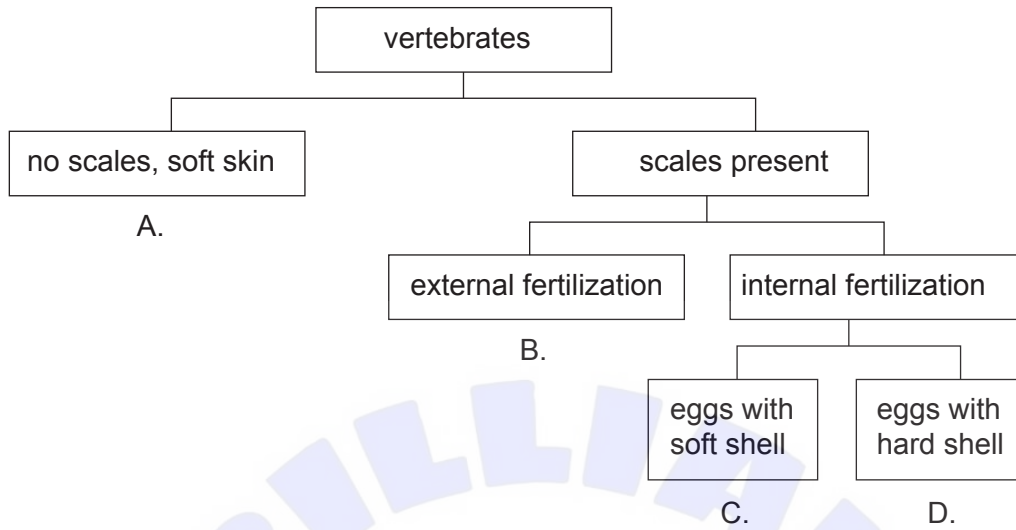 vertebrates
no scales, soft skin
scales present
A.
external fertilization
internal fertilization
B.
eggs with
soft shell
eggs with
hard shell
C.
D.